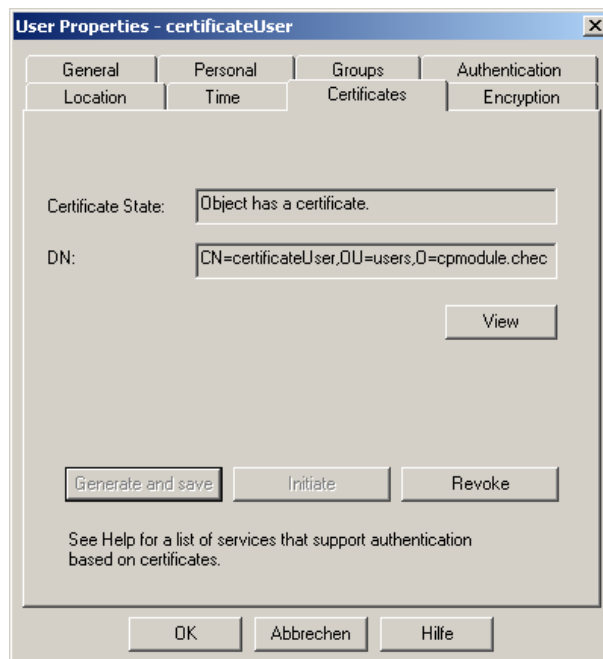 User Properties - certificateUser
General Personal Groups Authentication
Location Time Certificates Encryption
Certificate State: Object has a certificate.
DN: CN=certificateUser,OU=users,O=cpmodule.chec
View
Generate and save Initiate Revoke
See Help for a list of services that support authentication
based on certificates.
OK Abbrechen Hilfe